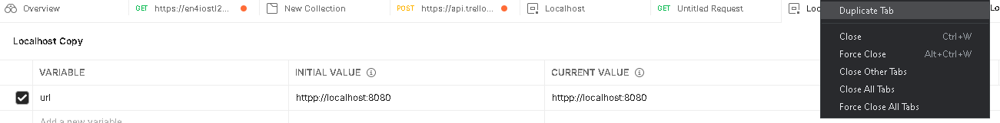 Overview GET https://en4iostl2... New Collection POST https://api.trello... Localhost GET Untitled Request Loc Lo
Duplicate Tab
Localhost Copy
Close Ctrl+W
Force Close Alt+Ctrl+W
VARIABLE INITIAL VALUE CURRENT VALUE
Close Other Tabs
Close All Tabs
url httpp://localhost:8080 httpp://localhost:8080
Force Close All Tabs
Add a new variable